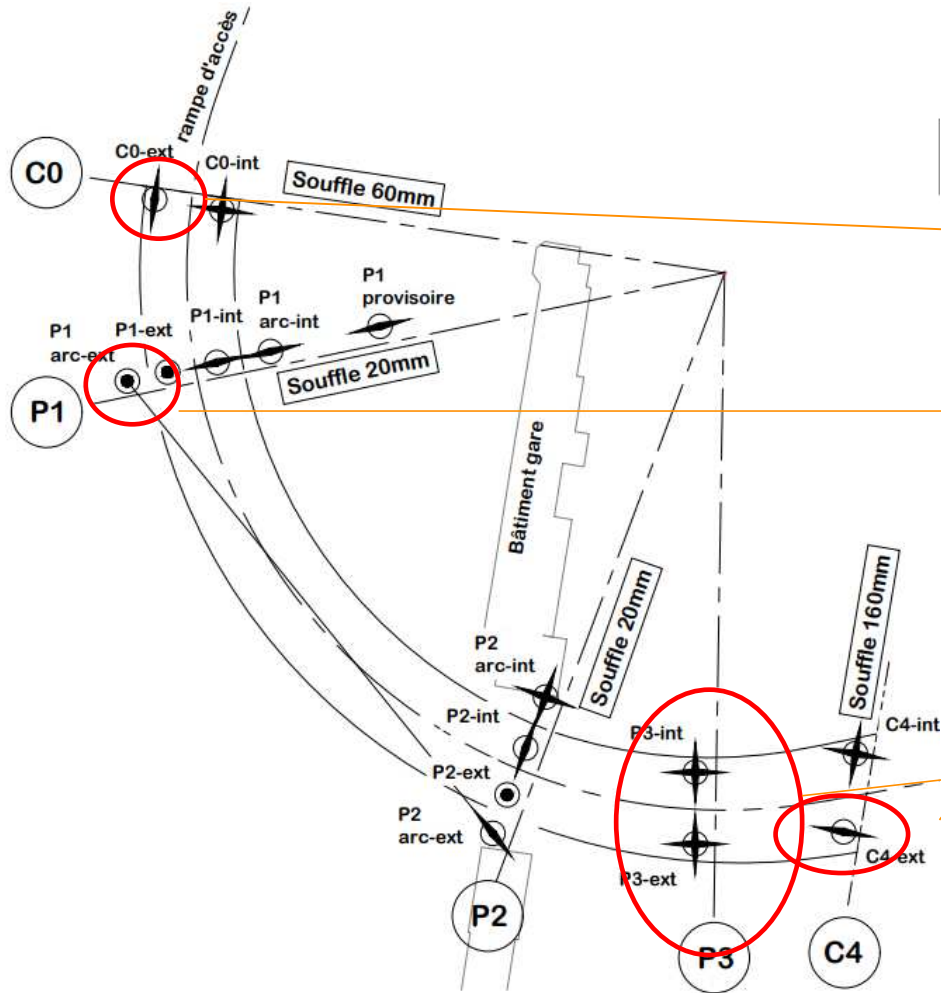 rampe d'accès
C0-ext
C0-int
C0
Souffle 60mm
P1
provisoire
P1
arc-int
P1-int
P1-ext
P1
arc-ext
Souffle 20mm
P1
Bâtiment gare
Souffle 20mm
Souffle 160mm
P2
arc-int
P2-int
P3-int
C4-int
P2-ext
P2
arc-ext
P3-ext
C4-ext
P2
P3
C4